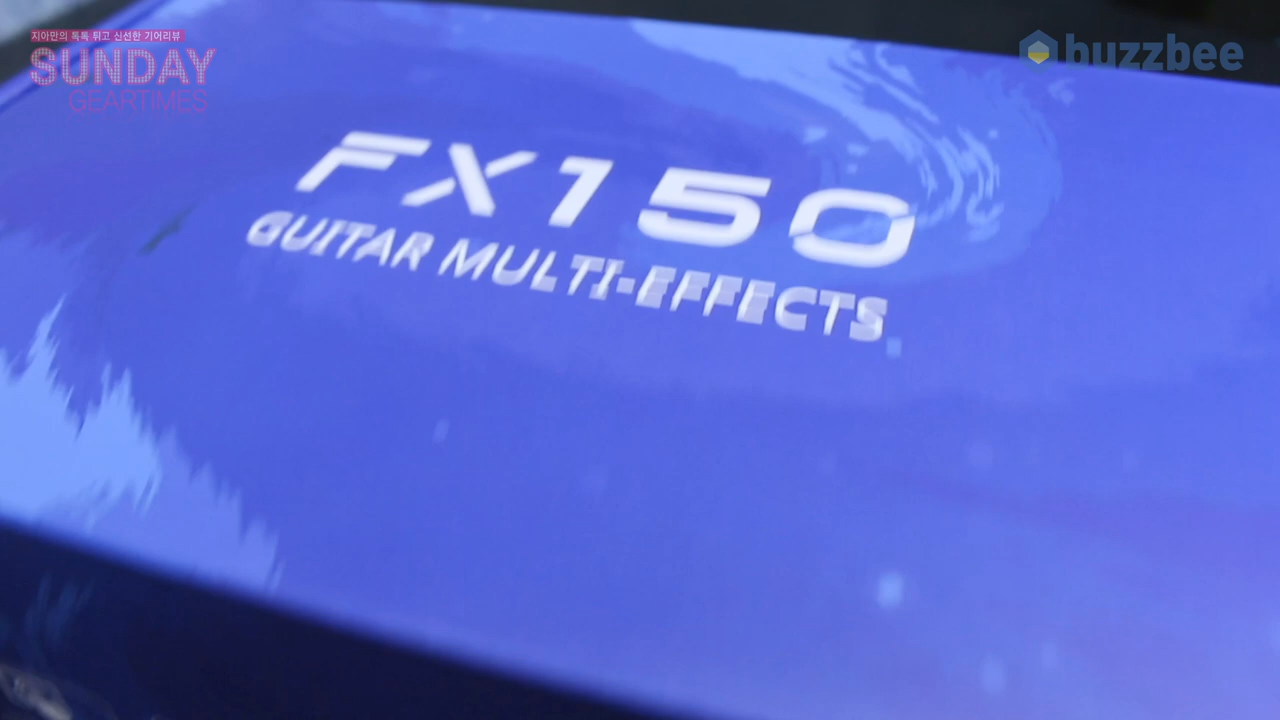 지아만의 톡톡 튀고 신선한 기어리뷰
SUNDAY
GEARTIMES
buzzbee
FX150
GUITAR MULTI-EFFECTS